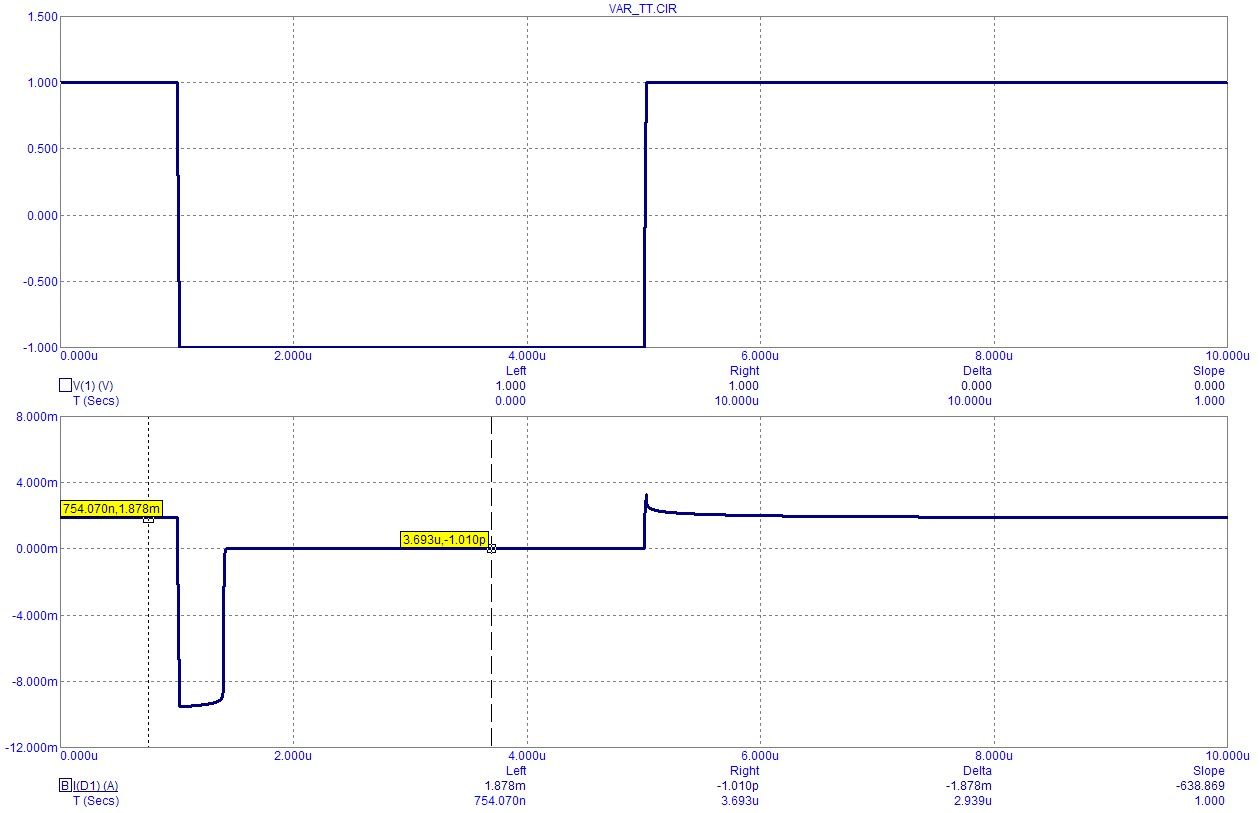 VAR_TT.CIR
1.500
1.000
0.500
0.000
-0.500
-1.000
0.000u 2.000u 4.000u 6.000u 8.000u 10.000u
Left Right Delta Slope
V(1) (V) 1.000 1.000 0.000 0.000
T (Secs) 0.000 10.000u 10.000u 1.000
8.000m
4.000m
754.070n,1.878m
3.693u,-1.010p
0.000m
-4.000m
-8.000m
-12.000m
0.000u 2.000u 4.000u 6.000u 8.000u 10.000u
Left Right Delta Slope
B I(D1) (A) 1.878m -1.010p -1.878m -638.869
T (Secs) 754.070n 3.693u 2.939u 1.000